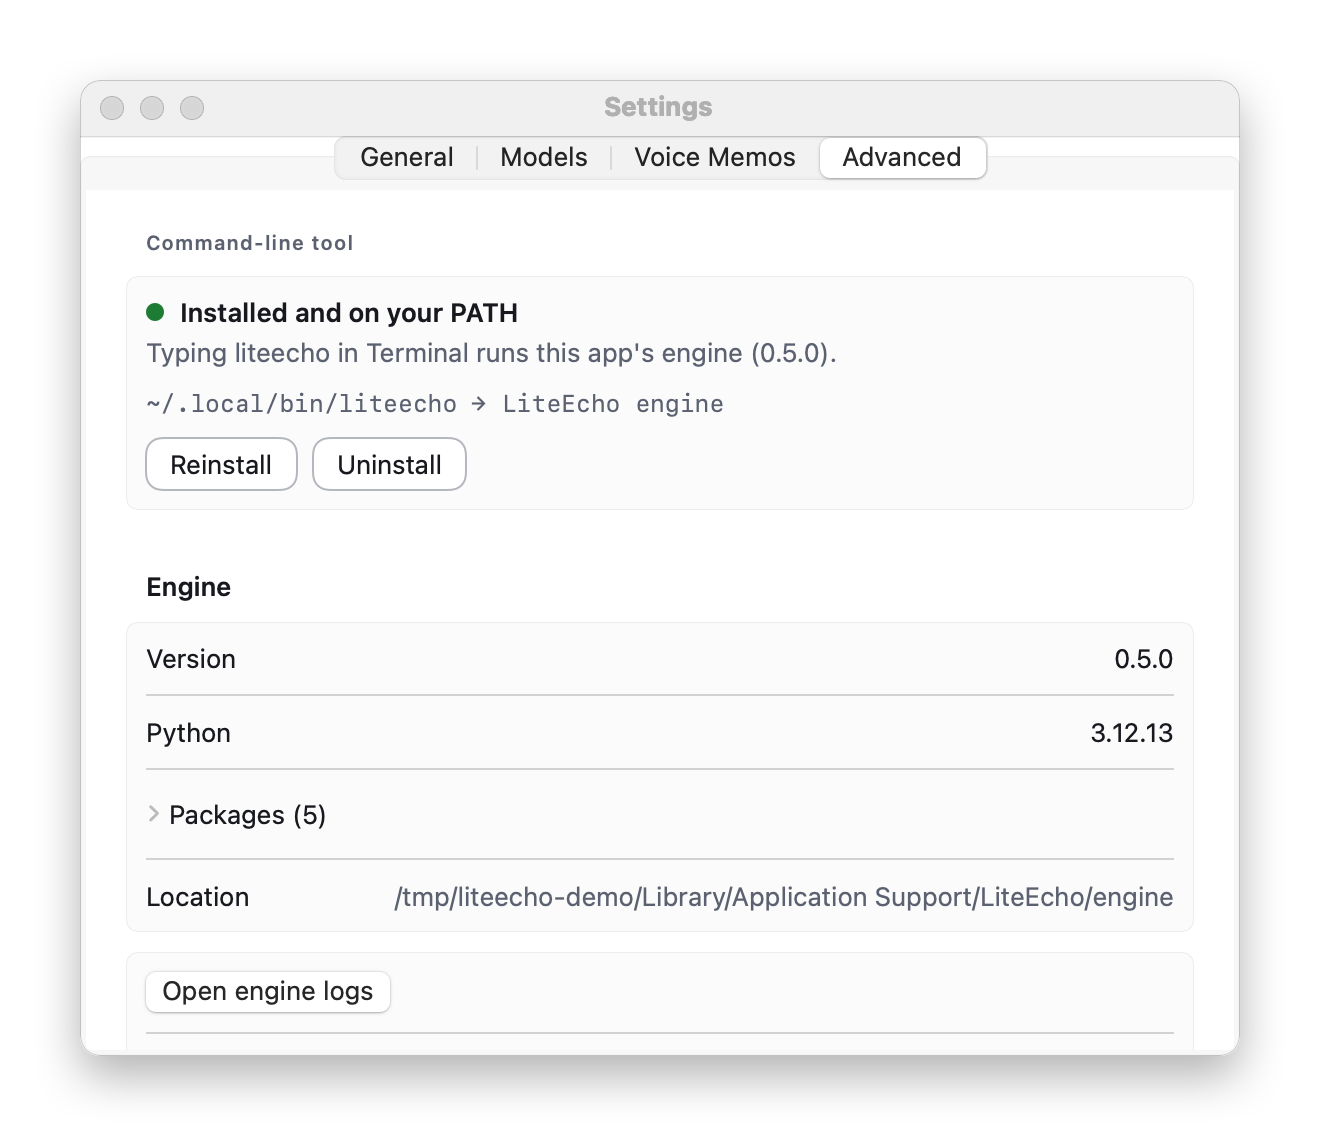 Settings
General
Models
Voice Memos
Advanced
Command-line tool
Installed and on your PATH
Typing liteecho in Terminal runs this app's engine (0.5.0).
~/.local/bin/liteecho → LiteEcho engine
Reinstall
Uninstall
Engine
Version 0.5.0
Python 3.12.13
Packages (5)
Location /tmp/liteecho-demo/Library/Application Support/LiteEcho/engine
Open engine logs